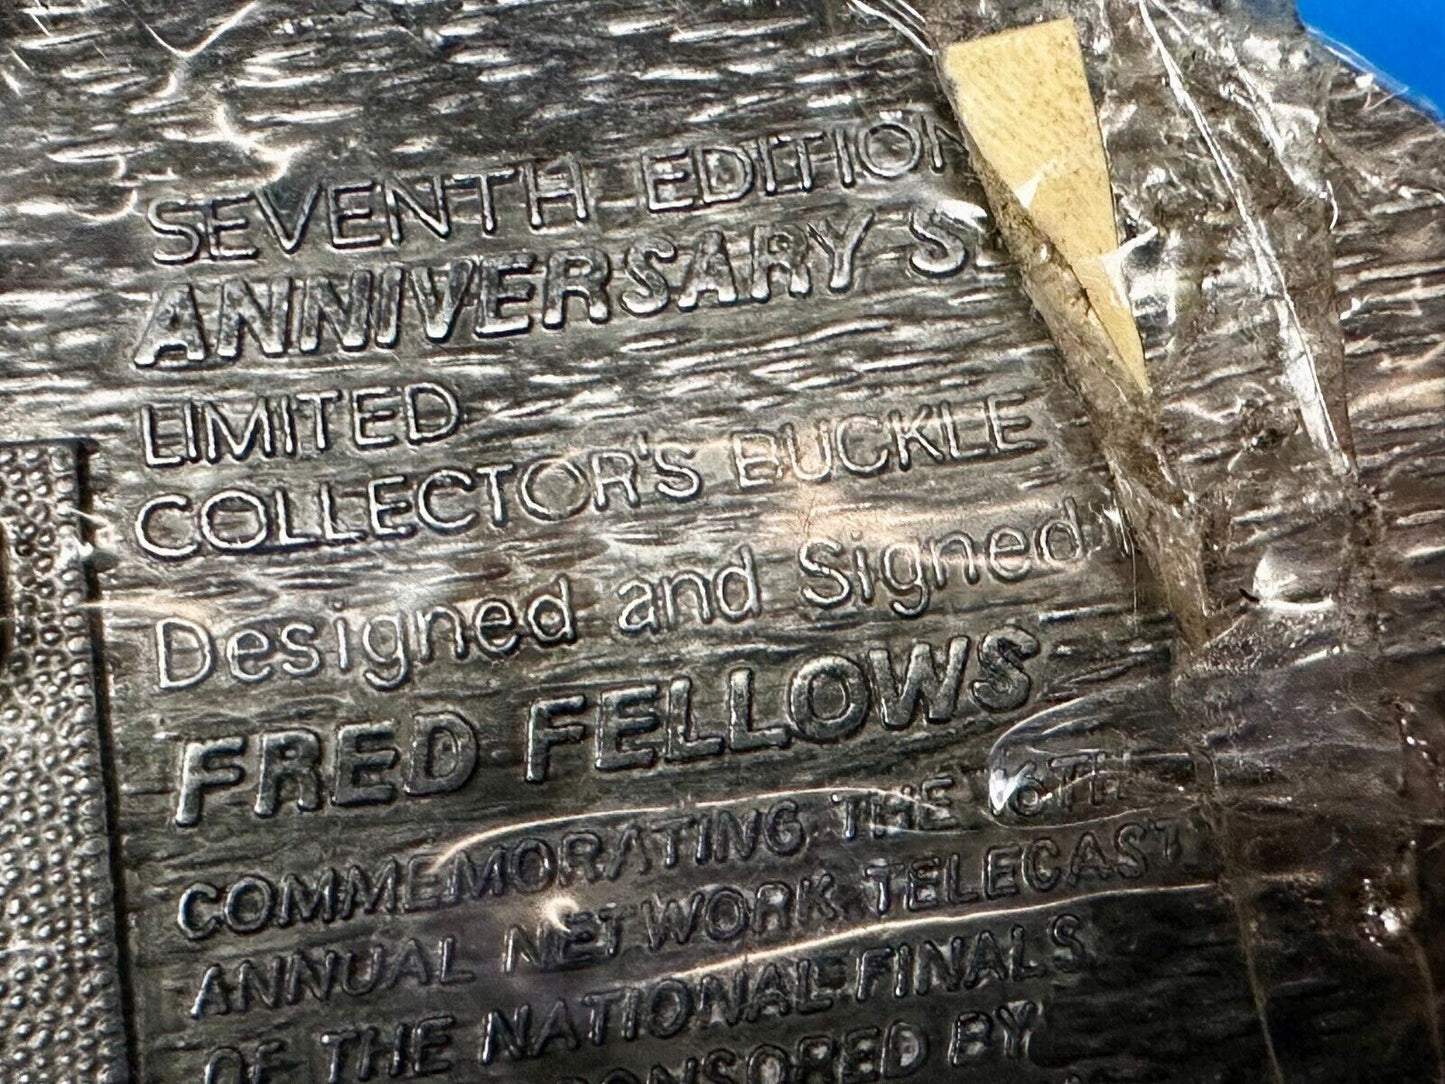 SEVENTH EDITION
ANNIVERSARY
LIMITED
COLLECTOR'S BUCKLE
Designed and Signed
FRED FELLOWS
COMMEMORATING THE 16TH
ANNUAL NETWORK TELECAST
OF THE NATIONAL FINALS
BY